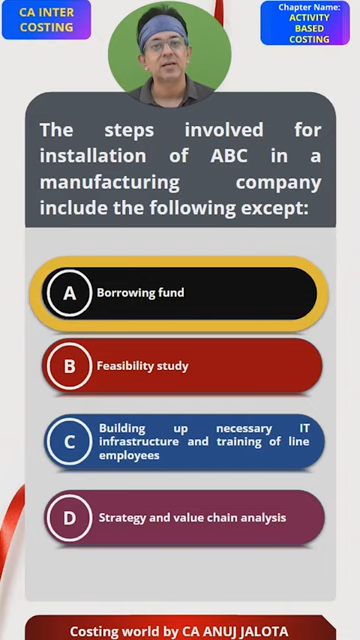 CA INTER
COSTING
Chapter Name:
ACTIVITY
BASED
COSTING
The steps involved for
installation of ABC in a
manufacturing company
include the following except:
A Borrowing fund
B Feasibility study
C Building up necessary IT
infrastructure and training of line
employees
D Strategy and value chain analysis
Costing world by CA ANUJ JALOTA